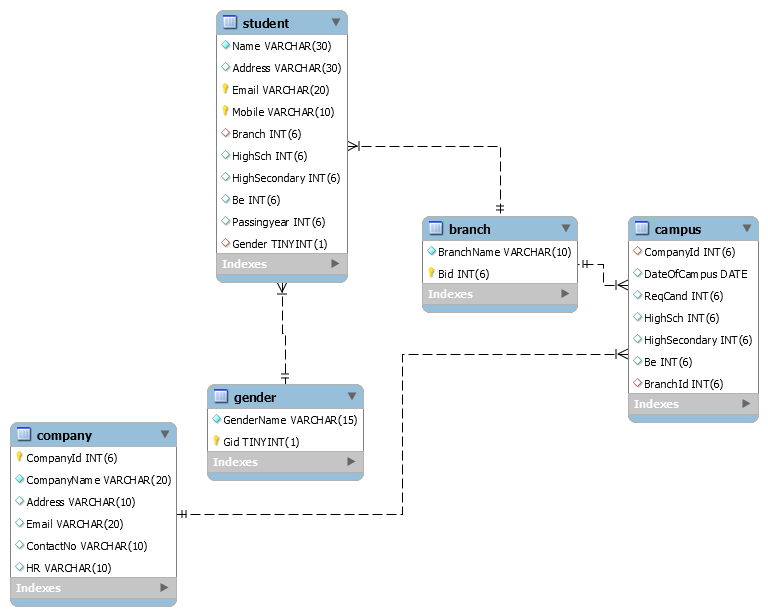 student
Name VARCHAR(30)
Address VARCHAR(30)
Email VARCHAR(20)
Mobile VARCHAR(10)
Branch INT(6)
HighSch INT(6)
HighSecondary INT(6)
Be INT(6)
Passingyear INT(6)
Gender TINYINT(1)
Indexes
branch
BranchName VARCHAR(10)
Bid INT(6)
Indexes
campus
CompanyId INT(6)
DateOfCampus DATE
ReqCand INT(6)
HighSch INT(6)
HighSecondary INT(6)
Be INT(6)
BranchId INT(6)
Indexes
gender
GenderName VARCHAR(15)
Gid TINYINT(1)
Indexes
company
CompanyId INT(6)
CompanyName VARCHAR(20)
Address VARCHAR(10)
Email VARCHAR(20)
ContactNo VARCHAR(10)
HR VARCHAR(10)
Indexes